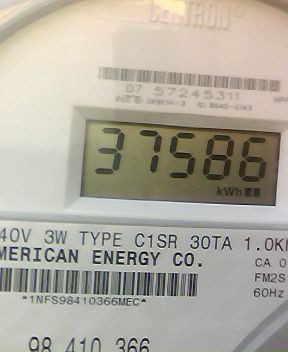 CENTRON®
07 57245311
37586
kWh
40V 3W TYPE C1SR 30TA 1.0K
MERICAN ENERGY CO.
CA 0
FM2S
60Hz
*1NFS98410366MEC*
98 410 366